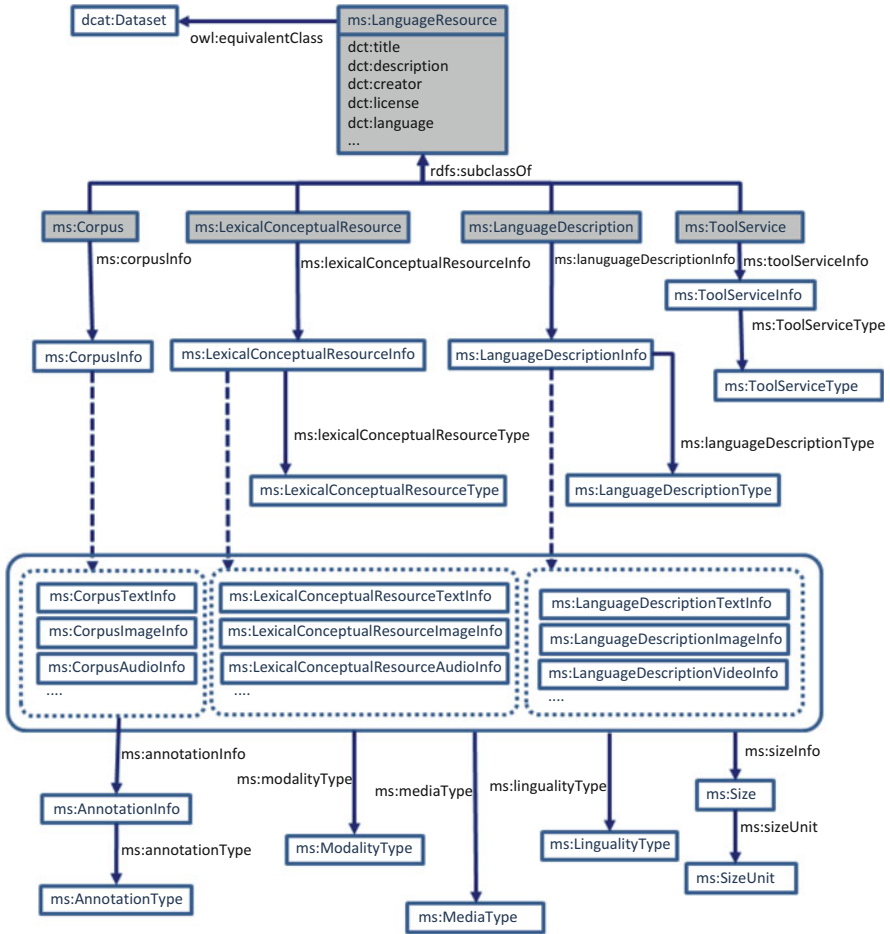 dcat:Dataset
owl:equivalentClass
ms:LanguageResource
dct:title
dct:description
dct:creator
dct:license
dct:language
...
rdfs:subclassOf
ms:Corpus
ms:LexicalConceptualResource
ms:LanguageDescription
ms:ToolService
ms:corpusInfo
ms:lexicalConceptualResourceInfo
ms:lanuguageDescriptionInfo
ms:toolServiceInfo
ms:ToolServiceInfo
ms:ToolServiceType
ms:CorpusInfo
ms:LexicalConceptualResourceInfo
ms:LanguageDescriptionInfo
ms:ToolServiceType
ms:lexicalConceptualResourceType
ms:languageDescriptionType
ms:LexicalConceptualResourceType
ms:LanguageDescriptionType
ms:CorpusTextInfo
ms:CorpusImageInfo
ms:CorpusAudioInfo
....
ms:LexicalConceptualResourceTextInfo
ms:LexicalConceptualResourceImageInfo
ms:LexicalConceptualResourceAudioInfo
....
ms:LanguageDescriptionTextInfo
ms:LanguageDescriptionImageInfo
ms:LanguageDescriptionVideoInfo
....
ms:annotationInfo
ms:modalityType
ms:mediaType
ms:lingualityType
ms:sizeInfo
ms:AnnotationInfo
ms:Size
ms:annotationType
ms:ModalityType
ms:LingualityType
ms:sizeUnit
ms:AnnotationType
ms:MediaType
ms:SizeUnit